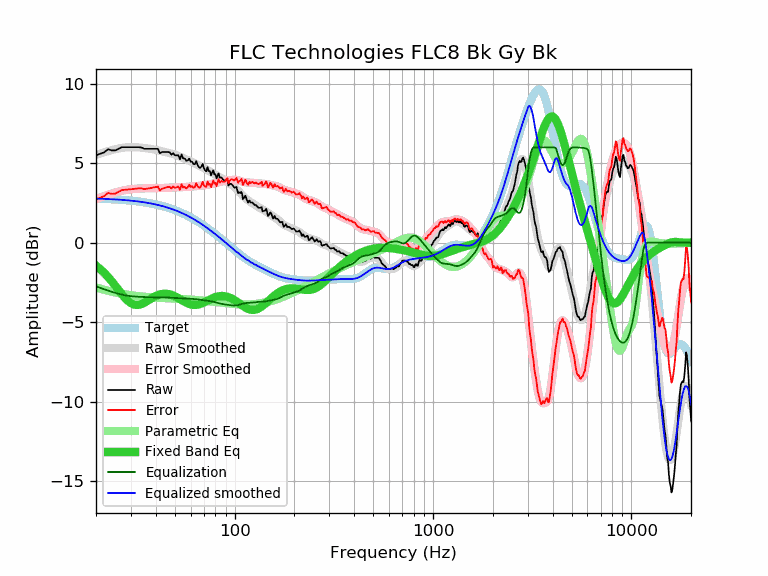 FLC Technologies FLC8 Bk Gy Bk
Amplitude (dBr)
10
5
0
−5
−10
−15
Target
Raw Smoothed
Error Smoothed
Raw
Error
Parametric Eq
Fixed Band Eq
Equalization
Equalized smoothed
100
1000
10000
Frequency (Hz)